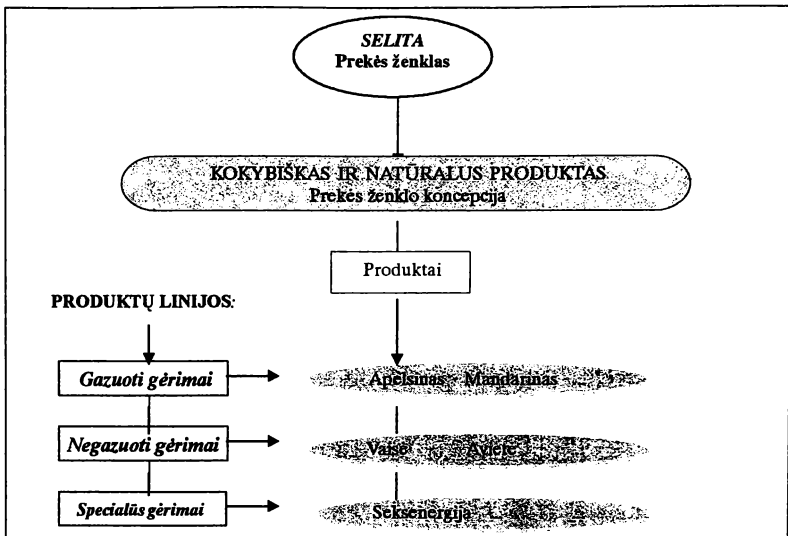 SELITA
Prekės ženklas
KOKYBIŠKAS IR NATŪRALUS PRODUKTAS
Prekės ženklo koncepcija
Produktai
PRODUKTŲ LINIJOS:
Gazuoti gėrimai
Apelsinas Mandarinas ...
Negazuoti gėrimai
Vaisė Avietė
Specialūs gėrimai
Seksenergija